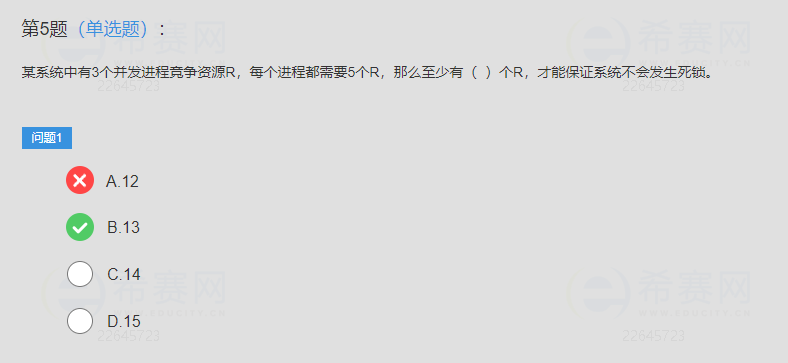 第5题（单选题）：
某系统中有3个并发进程竞争资源R，每个进程都需要5个R，那么至少有（ ）个R，才能保证系统不会发生死锁。
问题1
A.12
B.13
C.14
D.15
希赛网
22645723
希赛网
22645723
希赛网
22645723
希赛网
22645723